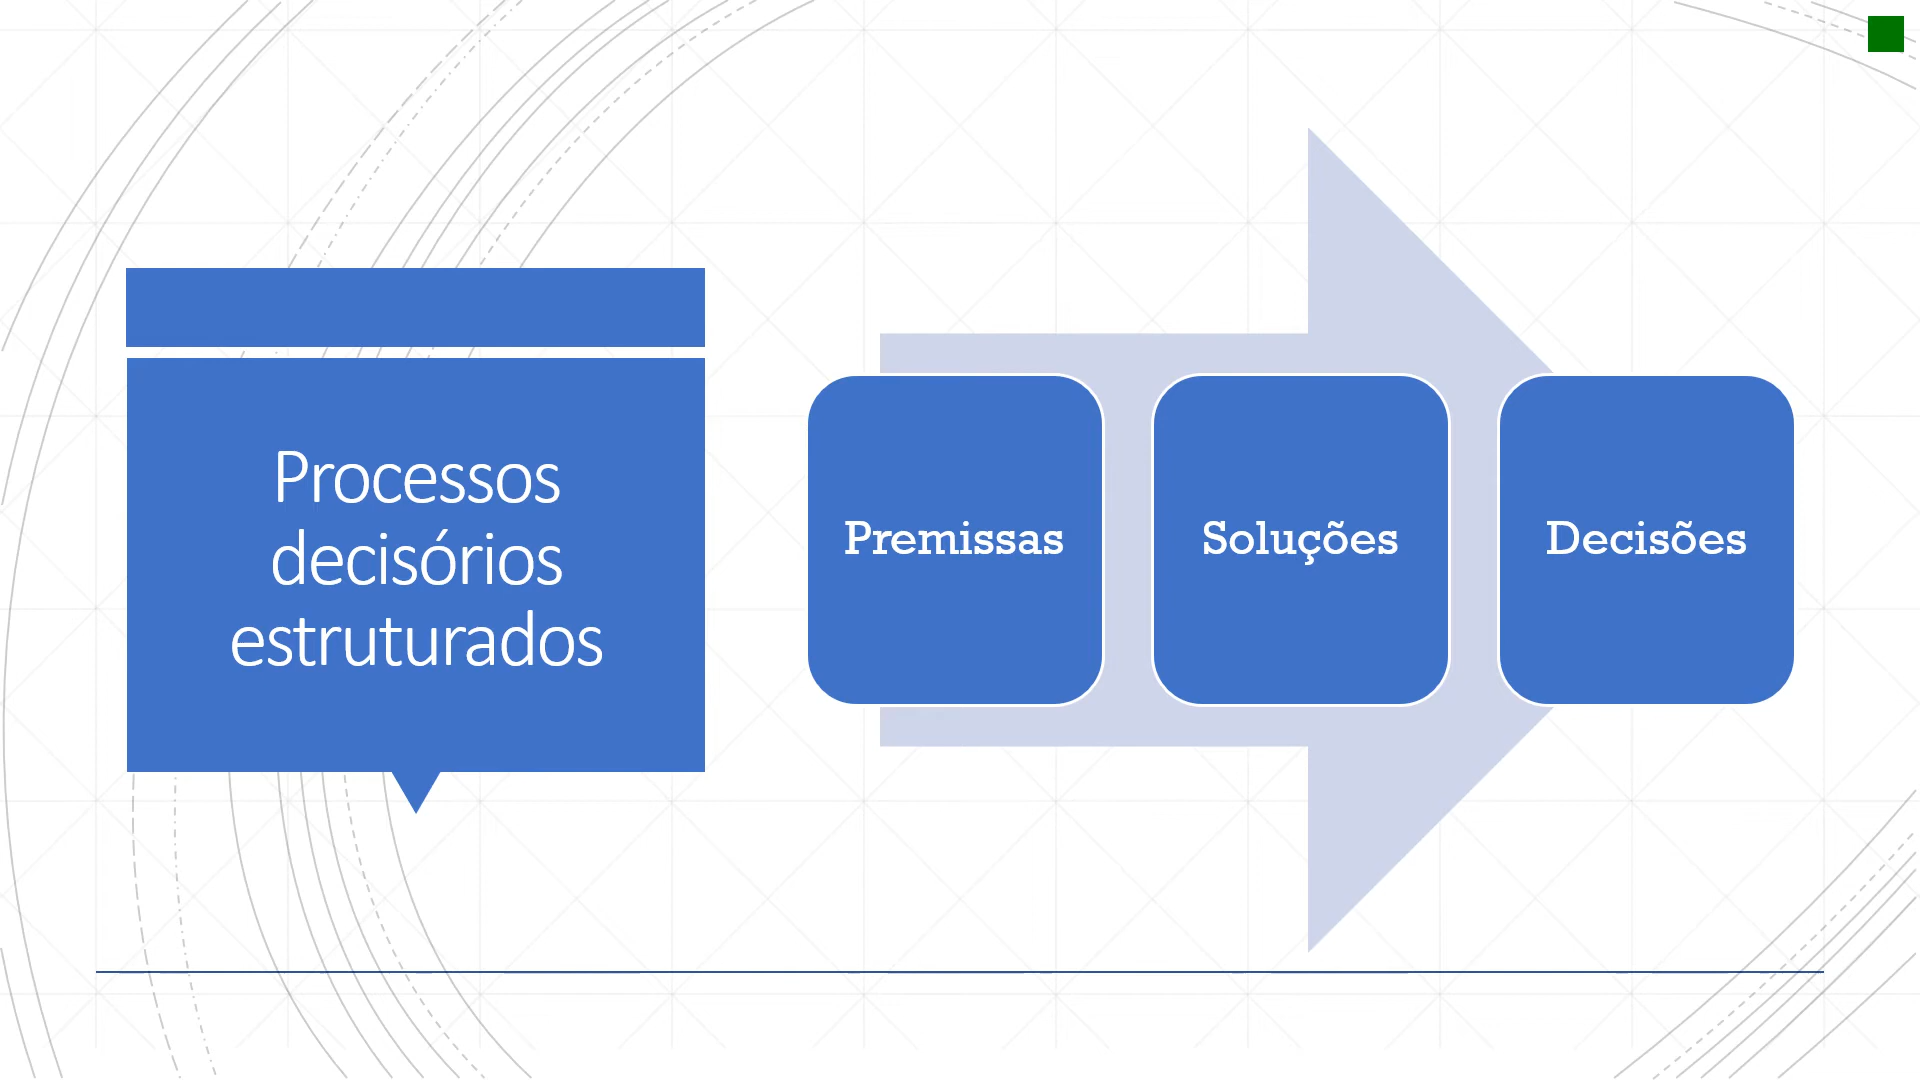 Processos
decisórios
estruturados
Premissas
Soluções
Decisões